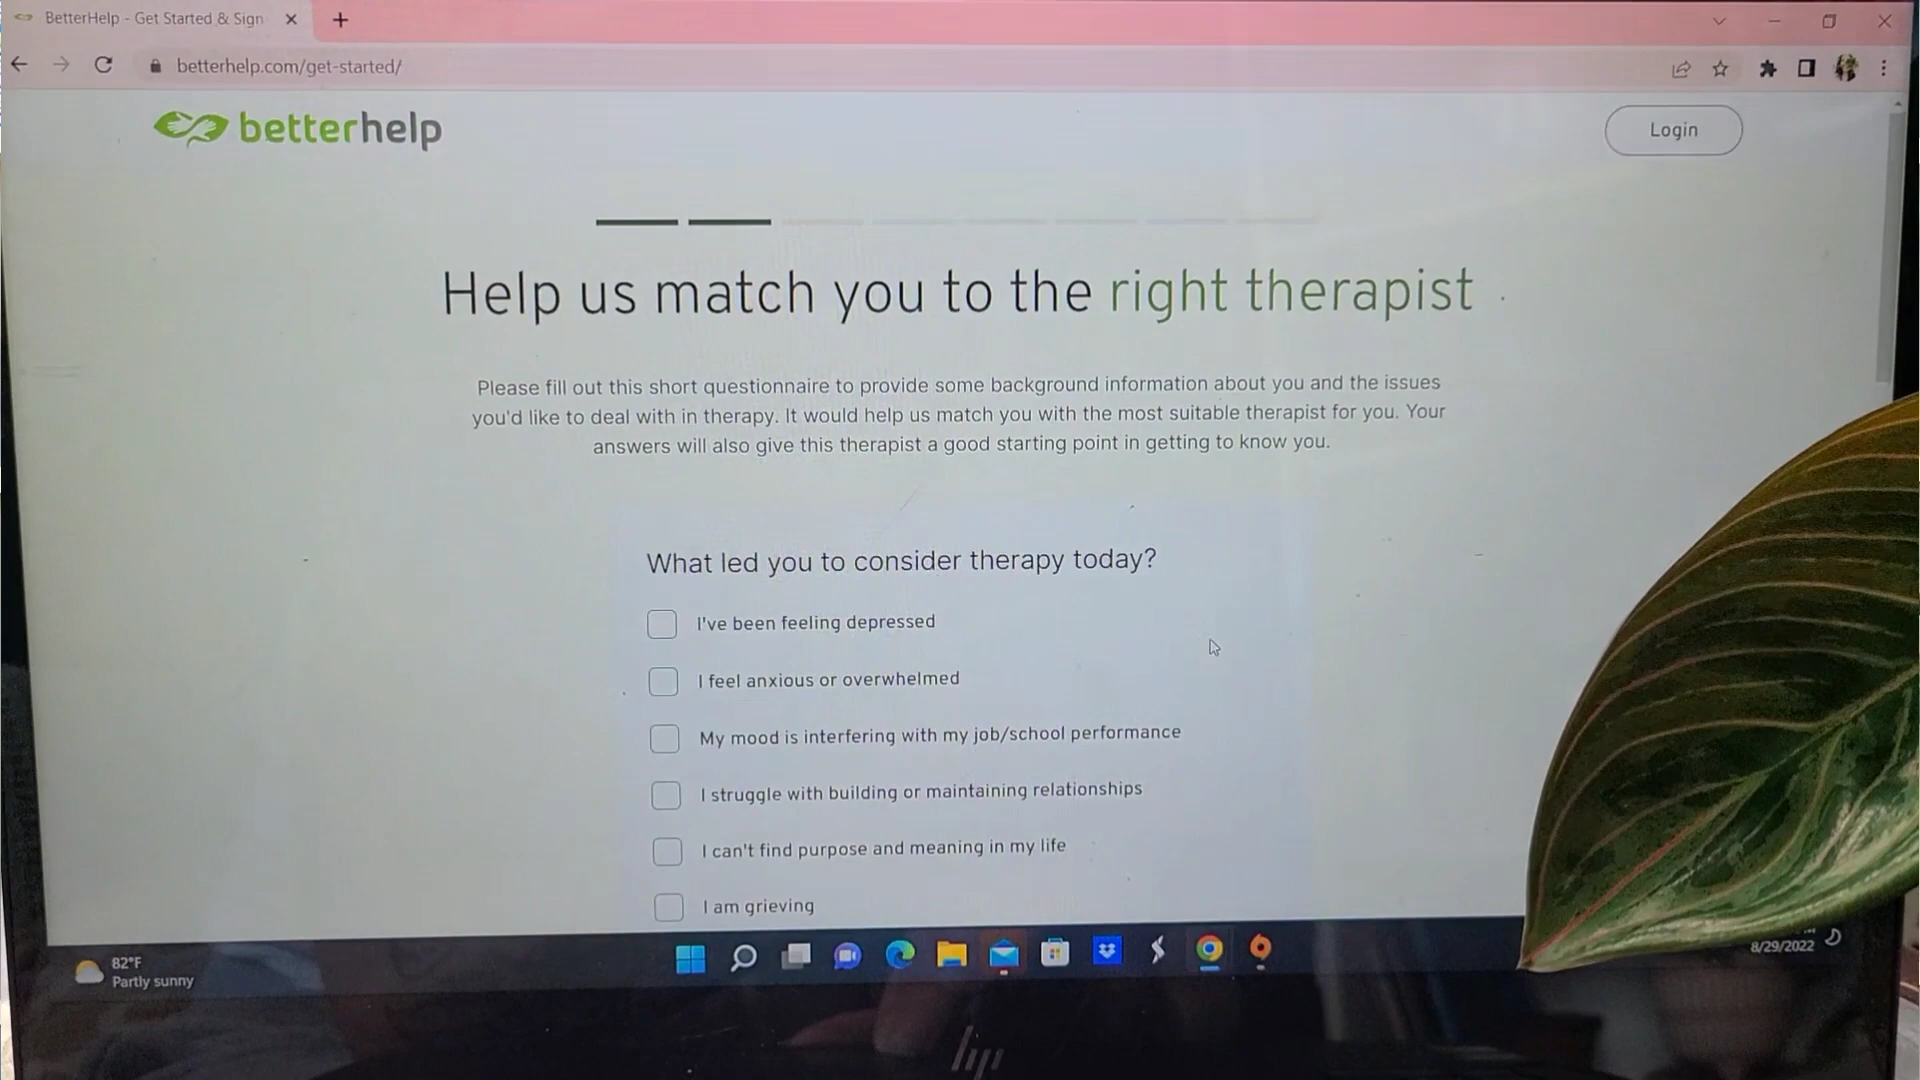 BetterHelp - Get Started & Sign
betterhelp.com/get-started/
betterhelp
Login
Help us match you to the right therapist
Please fill out this short questionnaire to provide some background information about you and the issues
you'd like to deal with in therapy. It would help us match you with the most suitable therapist for you. Your
answers will also give this therapist a good starting point in getting to know you.
What led you to consider therapy today?
I've been feeling depressed
I feel anxious or overwhelmed
My mood is interfering with my job/school performance
I struggle with building or maintaining relationships
I can't find purpose and meaning in my life
I am grieving
82°F
Partly sunny
8/29/2022
hp